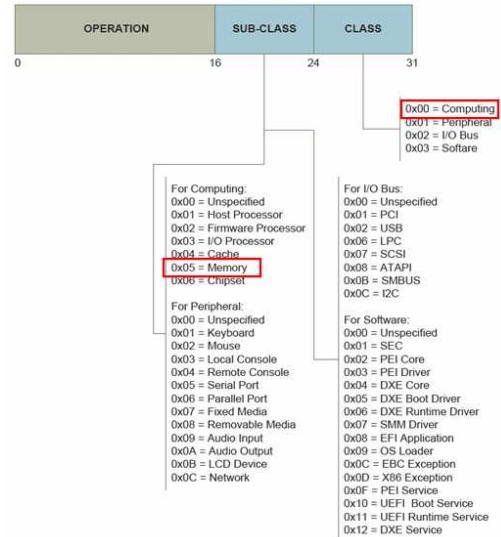 OPERATION SUB-CLASS CLASS
0 16 24 31
0x00 = Computing
0x01 = Peripheral
0x02 = I/O Bus
0x03 = Softare
For Computing:
0x00 = Unspecified
0x01 = Host Processor
0x02 = Firmware Processor
0x03 = I/O Processor
0x04 = Cache
0x05 = Memory
0x06 = Chipset
For Peripheral:
0x00 = Unspecified
0x01 = Keyboard
0x02 = Mouse
0x03 = Local Console
0x04 = Remote Console
0x05 = Serial Port
0x06 = Parallel Port
0x07 = Fixed Media
0x08 = Removable Media
0x09 = Audio Input
0x0A = Audio Output
0x0B = LCD Device
0x0C = Network
For I/O Bus:
0x00 = Unspecified
0x01 = PCI
0x02 = USB
0x06 = LPC
0x07 = SCSI
0x08 = ATAPI
0x0B = SMBUS
0x0C = I2C
For Software:
0x00 = Unspecified
0x01 = SEC
0x02 = PEI Core
0x03 = PEI Driver
0x04 = DXE Core
0x05 = DXE Boot Driver
0x06 = DXE Runtime Driver
0x07 = SMM Driver
0x08 = EFI Application
0x09 = OS Loader
0x0C = EBC Exception
0x0D = X86 Exception
0x0F = PEI Service
0x10 = UEFI Boot Service
0x11 = UEFI Runtime Service
0x12 = DXE Service